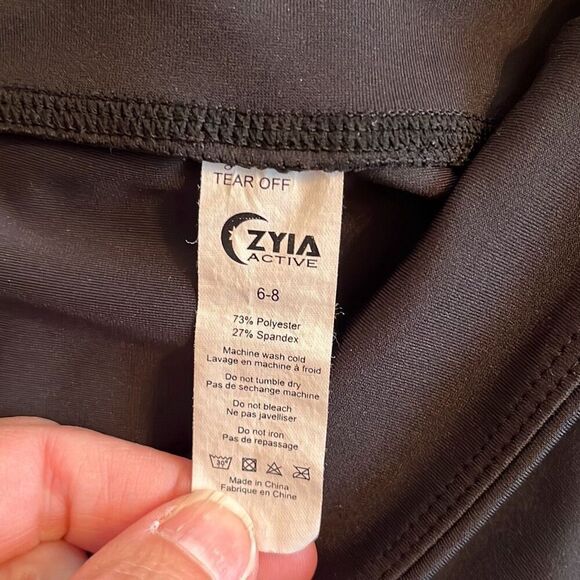 TEAR OFF
ZYIA
ACTIVE
6-8
73% Polyester
27% Spandex
Machine wash cold
Lavage en machine à froid
Do not tumble dry
Pas de sechange machine
Do not bleach
Ne pas javelliser
Do not iron
Pas de repassage
30°
Made in China
Fabrique en Chine